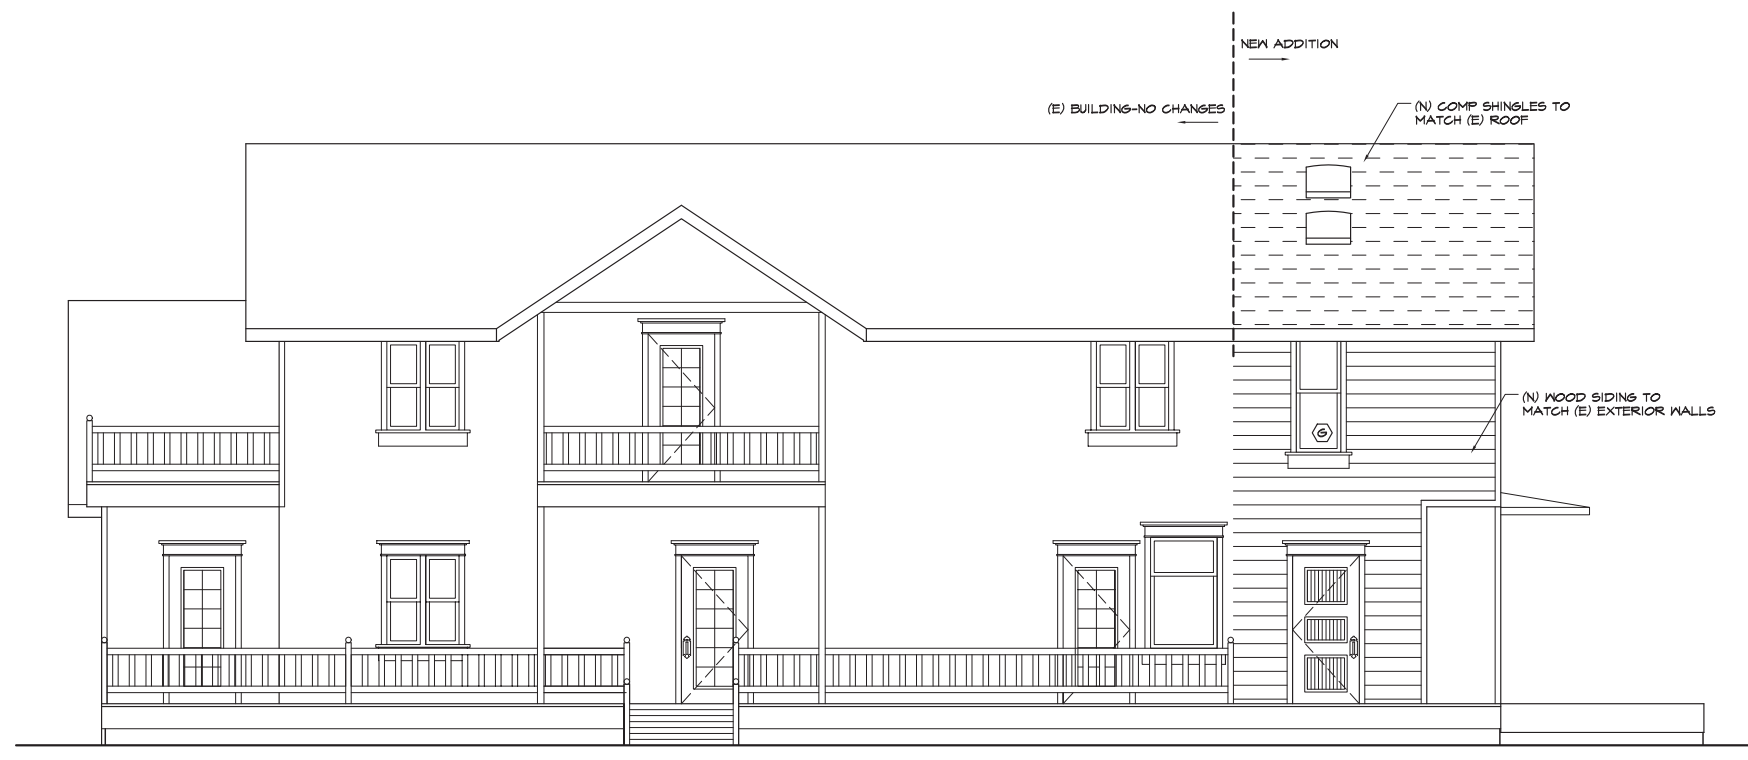 NEW ADDITION
(E) BUILDING-NO CHANGES
(N) COMP SHINGLES TO
MATCH (E) ROOF
(N) WOOD SIDING TO
MATCH (E) EXTERIOR WALLS
G